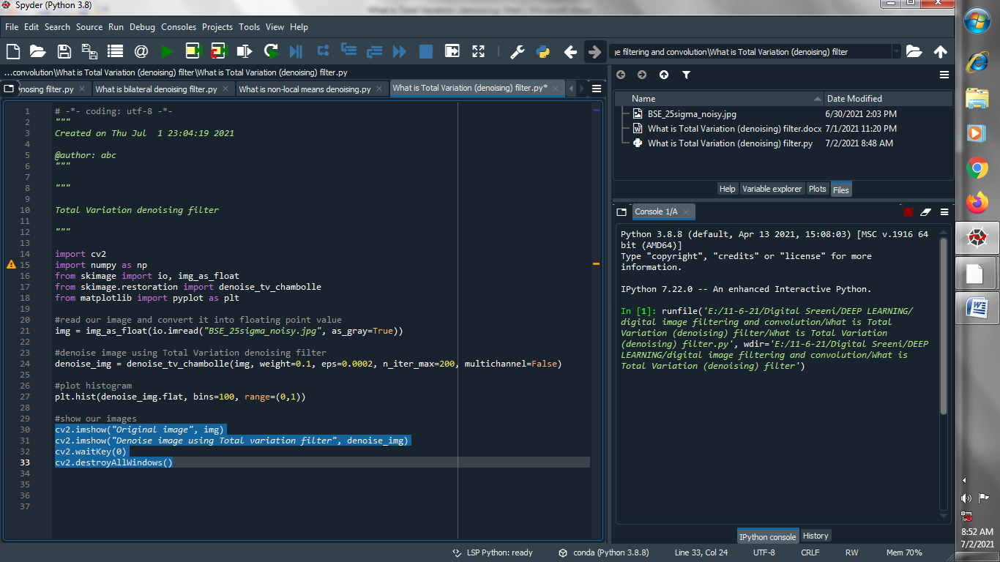 Spyder (Python 3.8)
File Edit Search Source Run Debug Consoles Projects Tools View Help
ge filtering and convolution\What is Total Variation (denoising) filter
...convolution\What is Total Variation (denoising) filter\What is Total Variation (denoising) filter.py
nosing filter.py What is bilateral denoising filter.py What is non-local means denoising.py What is Total Variation (denoising) filter.py*
1 # -*- coding: utf-8 -*-
2 """
3 Created on Thu Jul  1 23:04:19 2021
4
5 @author: abc
6 """
7
8 """
9
10 Total Variation denoising filter
11
12 """
13
14 import cv2
15 import numpy as np
16 from skimage import io, img_as_float
17 from skimage.restoration import denoise_tv_chambolle
18 from matplotlib import pyplot as plt
19
20 #read our image and convert it into floating point value
21 img = img_as_float(io.imread("BSE_25sigma_noisy.jpg", as_gray=True))
22
23 #denoise image using Total Variation denoising filter
24 denoise_img = denoise_tv_chambolle(img, weight=0.1, eps=0.0002, n_iter_max=200, multichannel=False)
25
26 #plot histogram
27 plt.hist(denoise_img.flat, bins=100, range=(0,1))
28
29 #show our images
30 cv2.imshow("Original image", img)
31 cv2.imshow("Denoise image using Total variation filter", denoise_img)
32 cv2.waitKey(0)
33 cv2.destroyAllWindows()
34
35
36
37
Name Date Modified
BSE_25sigma_noisy.jpg 6/30/2021 2:03 PM
What is Total Variation (denoising) filter.docx 7/1/2021 11:20 PM
What is Total Variation (denoising) filter.py 7/2/2021 8:48 AM
Help Variable explorer Plots Files
Console 1/A
Python 3.8.8 (default, Apr 13 2021, 15:08:03) [MSC v.1916 64
bit (AMD64)]
Type "copyright", "credits" or "license" for more
information.
IPython 7.22.0 -- An enhanced Interactive Python.
In [1]: runfile('E:/11-6-21/Digital Sreeni/DEEP LEARNING/
digital image filtering and convolution/What is Total
Variation (denoising) filter/What is Total Variation
(denoising) filter.py', wdir='E:/11-6-21/Digital Sreeni/DEEP
LEARNING/digital image filtering and convolution/What is
Total Variation (denoising) filter')
IPython console History
LSP Python: ready conda (Python 3.8.8) Line 33, Col 24 UTF-8 CRLF RW Mem 70%
8:52 AM
7/2/2021